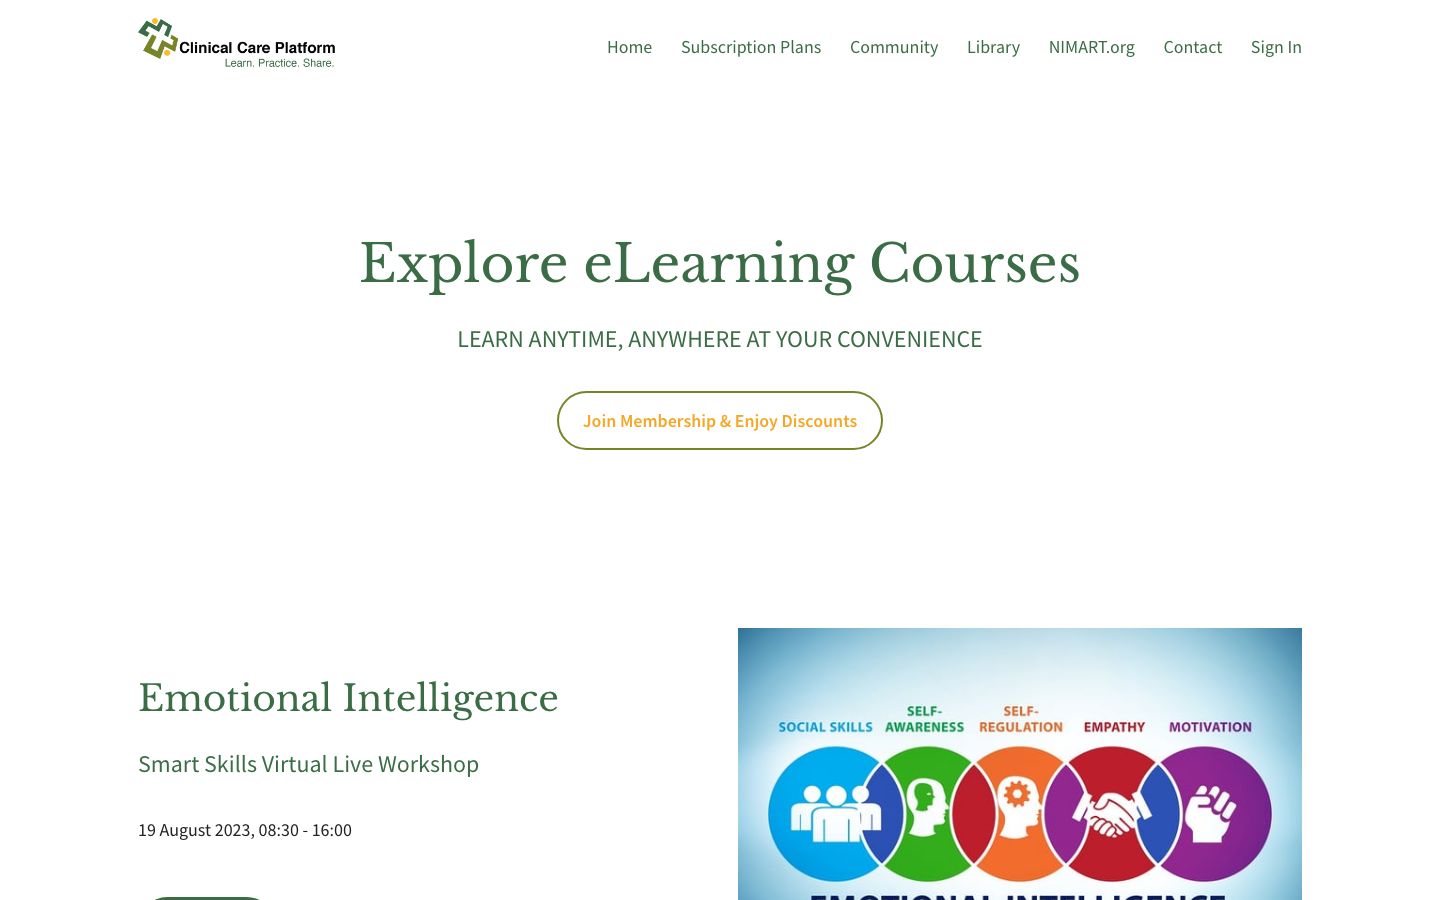 Clinical Care Platform
Learn. Practice. Share.
Home Subscription Plans Community Library NIMART.org Contact Sign In
Explore eLearning Courses
LEARN ANYTIME, ANYWHERE AT YOUR CONVENIENCE
Join Membership & Enjoy Discounts
Emotional Intelligence
Smart Skills Virtual Live Workshop
19 August 2023, 08:30 - 16:00
SOCIAL SKILLS
SELF-
AWARENESS
SELF-
REGULATION
EMPATHY
MOTIVATION
EMOTIONAL INTELLIGENCE